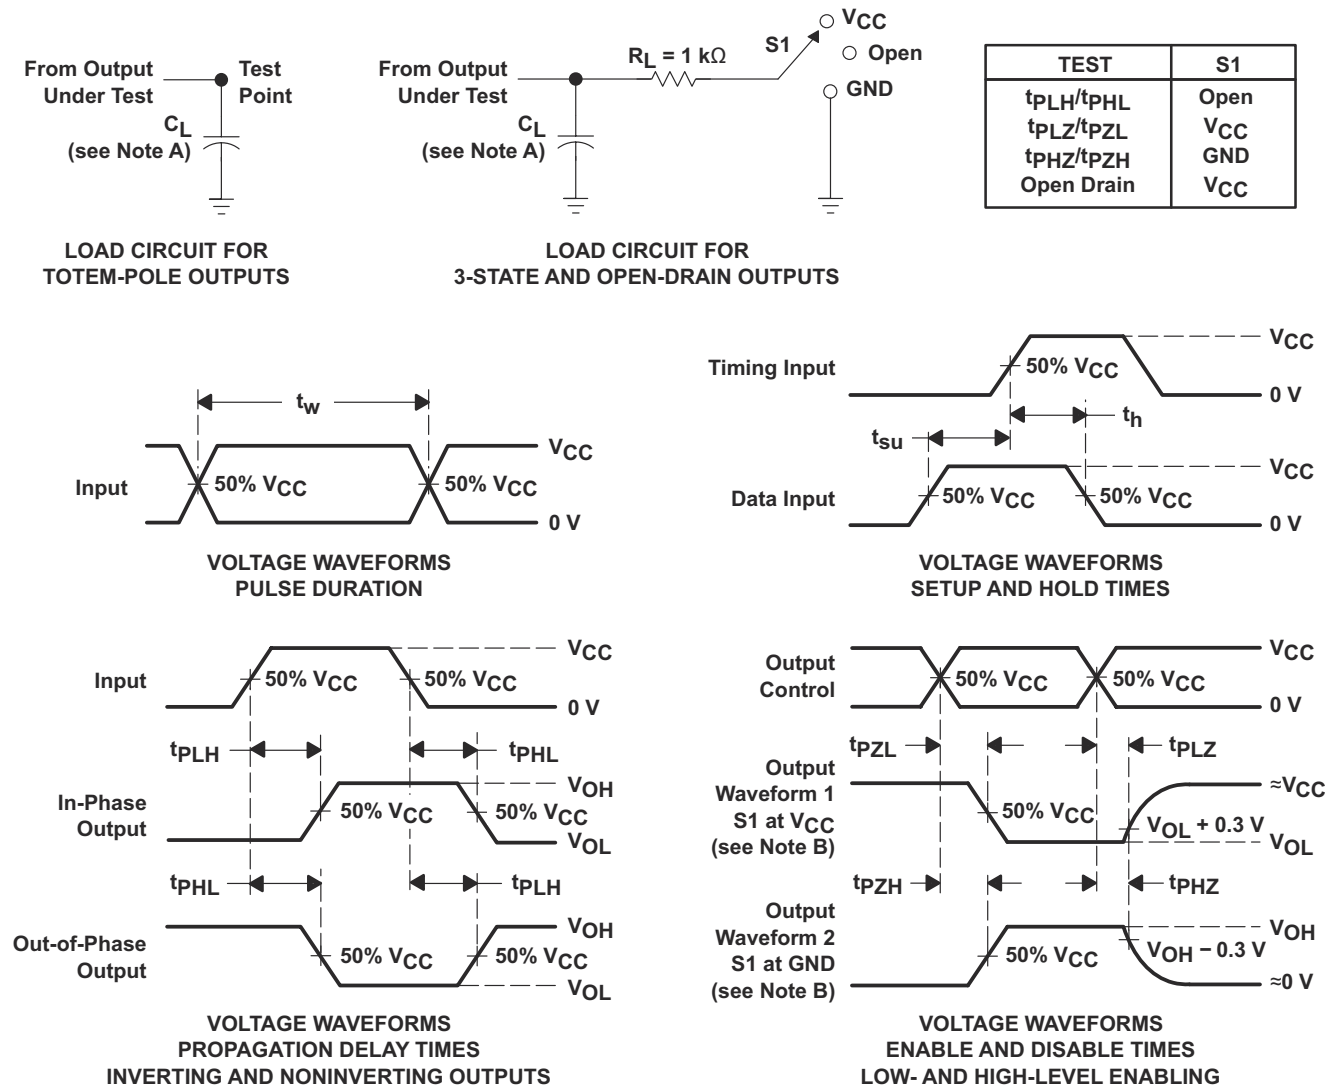 From Output
Under Test
Test
Point
CL
(see Note A)
LOAD CIRCUIT FOR
TOTEM-POLE OUTPUTS
From Output
Under Test
RL = 1 kΩ
S1
VCC
Open
GND
CL
(see Note A)
LOAD CIRCUIT FOR
3-STATE AND OPEN-DRAIN OUTPUTS
TEST S1
tPLH/tPHL Open
tPLZ/tPZL VCC
tPHZ/tPZH GND
Open Drain VCC
tw
Input
50% VCC
50% VCC
VCC
0 V
VOLTAGE WAVEFORMS
PULSE DURATION
Timing Input
50% VCC
VCC
0 V
th
tsu
Data Input
50% VCC
50% VCC
VCC
0 V
VOLTAGE WAVEFORMS
SETUP AND HOLD TIMES
Input
50% VCC
50% VCC
VCC
0 V
tPLH
tPHL
In-Phase
Output
50% VCC
50% VCC
VOH
VOL
tPHL
tPLH
Out-of-Phase
Output
50% VCC
50% VCC
VOH
VOL
VOLTAGE WAVEFORMS
PROPAGATION DELAY TIMES
INVERTING AND NONINVERTING OUTPUTS
Output
Control
50% VCC
50% VCC
VCC
0 V
tPZL
tPLZ
Output
Waveform 1
S1 at VCC
(see Note B)
50% VCC
VOL + 0.3 V
≈VCC
VOL
tPZH
tPHZ
Output
Waveform 2
S1 at GND
(see Note B)
50% VCC
VOH − 0.3 V
VOH
≈0 V
VOLTAGE WAVEFORMS
ENABLE AND DISABLE TIMES
LOW- AND HIGH-LEVEL ENABLING